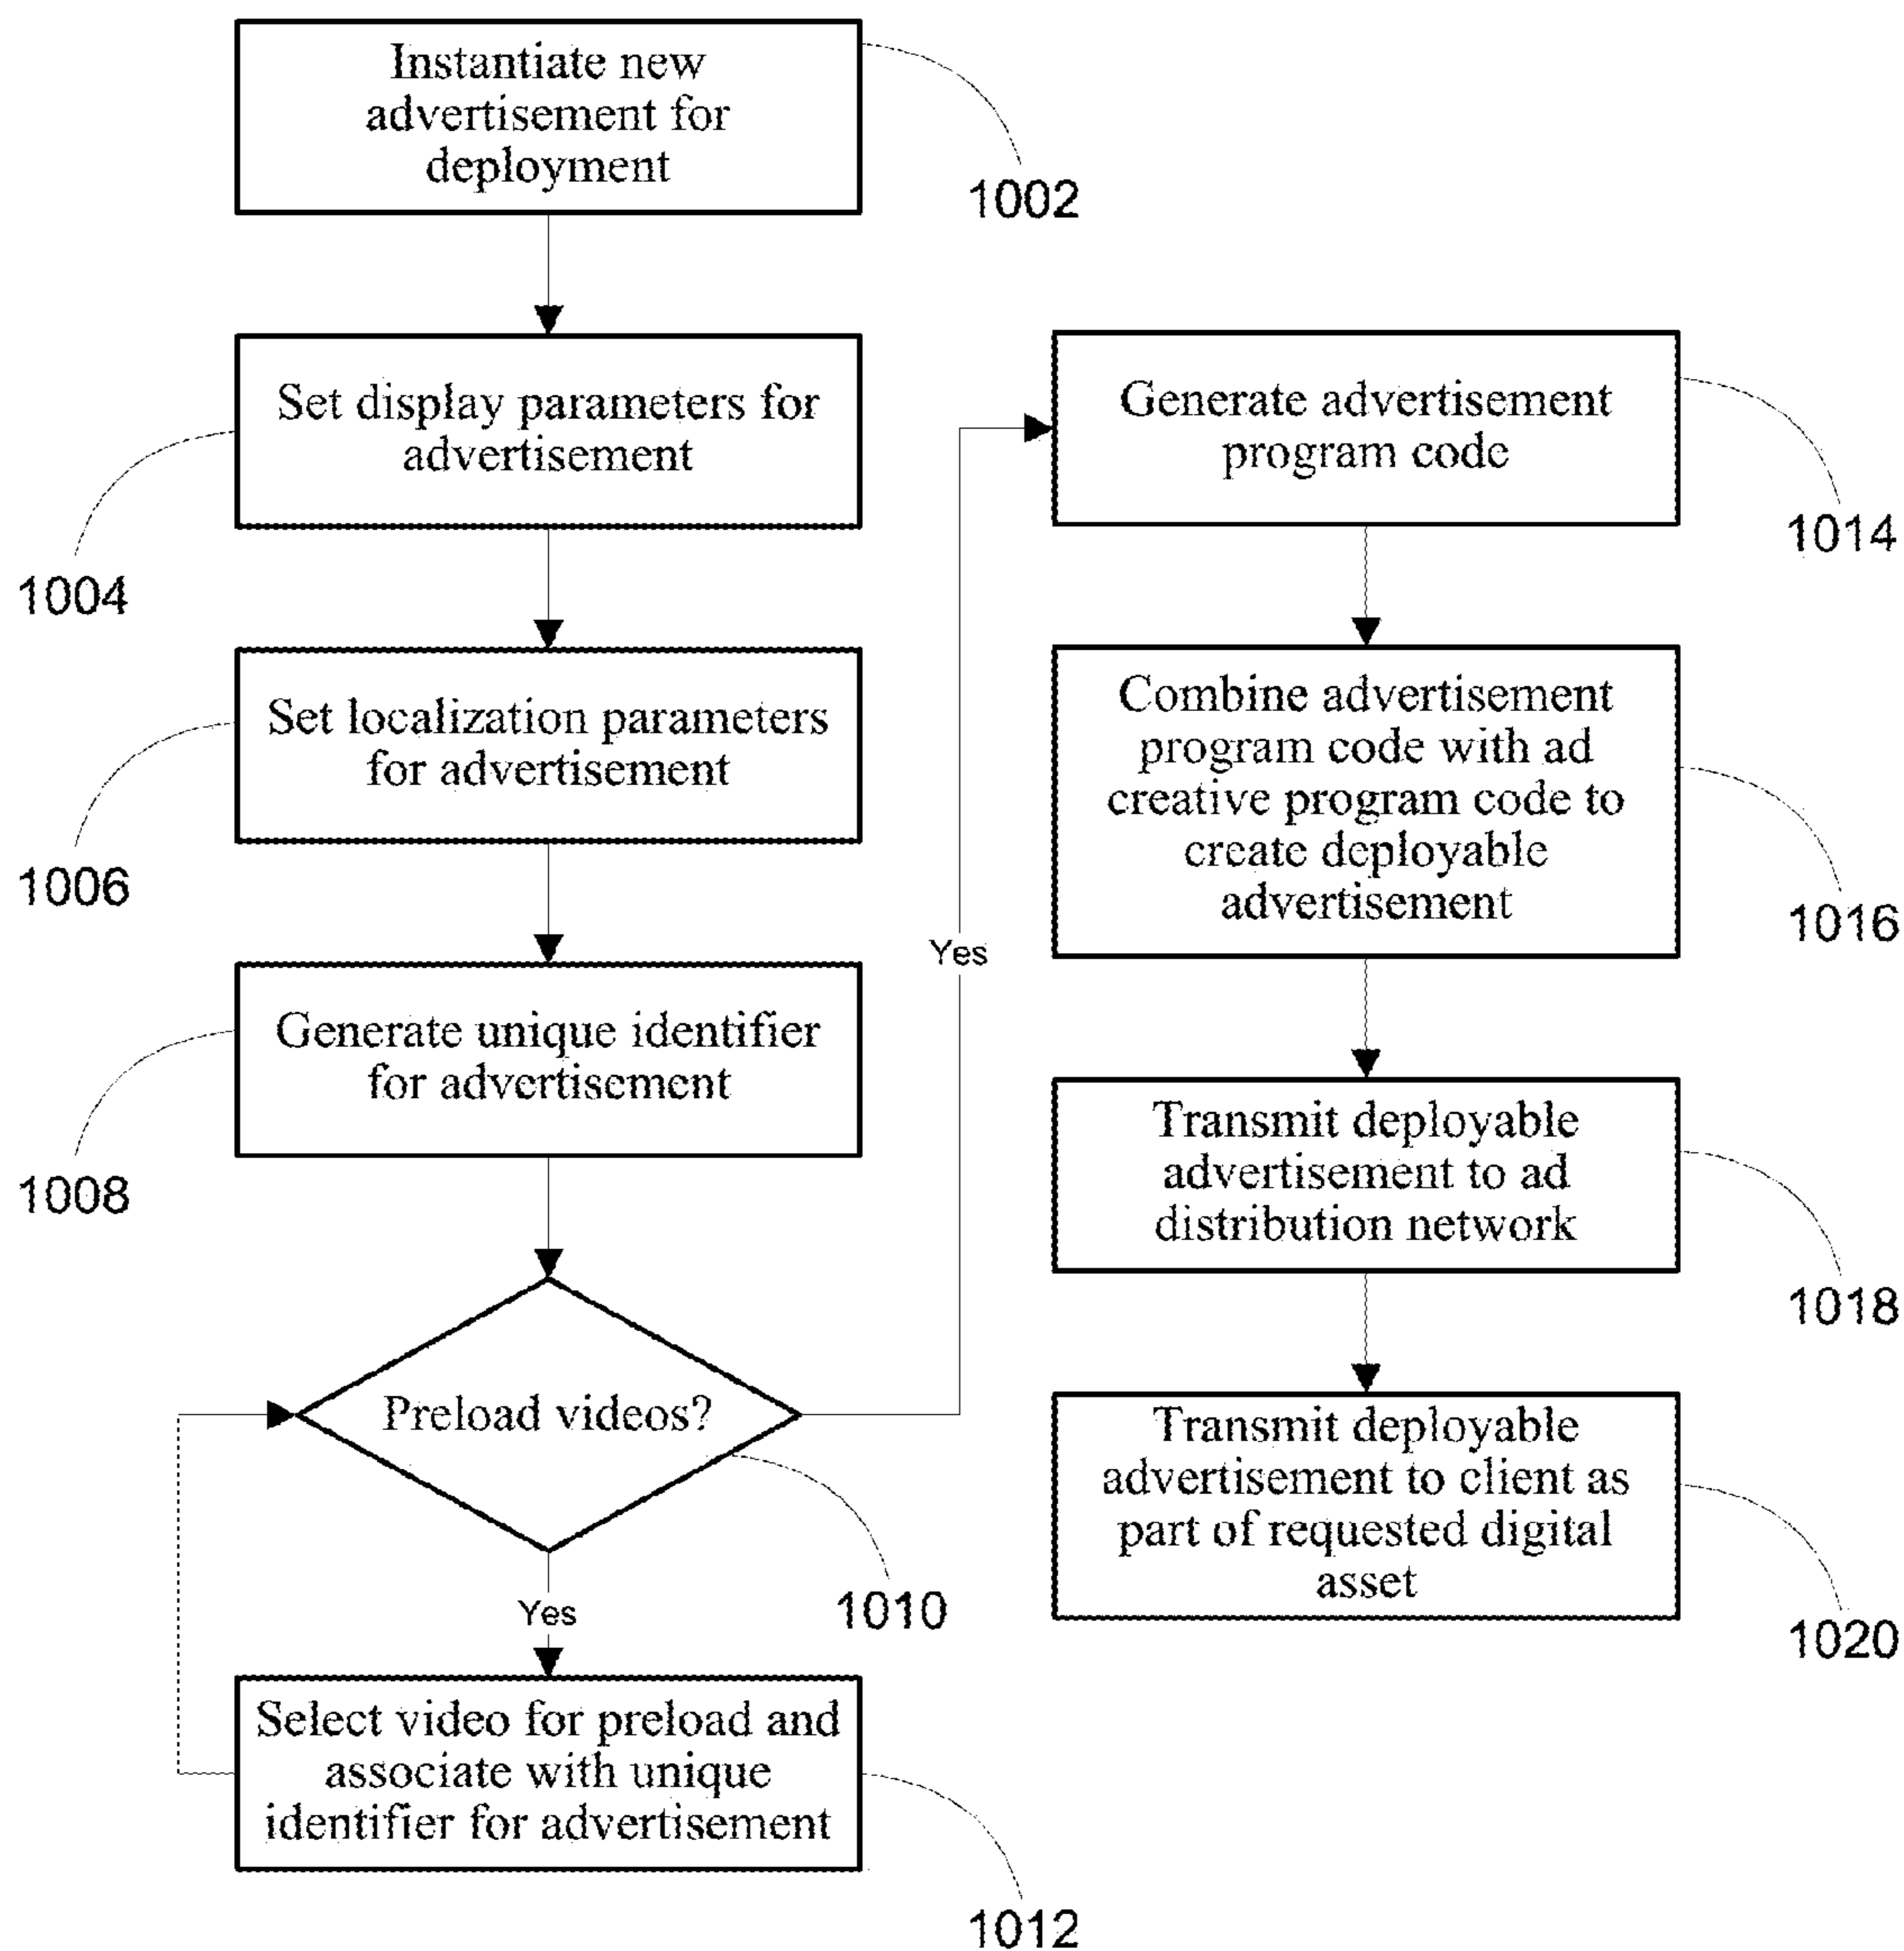 Instantiate new
advertisement for
deployment
1002
Set display parameters for
advertisement
1004
Set localization parameters
for advertisement
1006
Generate unique identifier
for advertisement
1008
Preload videos?
1010
Yes
Select video for preload and
associate with unique
identifier for advertisement
1012
Yes
Generate advertisement
program code
1014
Combine advertisement
program code with ad
creative program code to
create deployable
advertisement
1016
Transmit deployable
advertisement to ad
distribution network
1018
Transmit deployable
advertisement to client as
part of requested digital
asset
1020